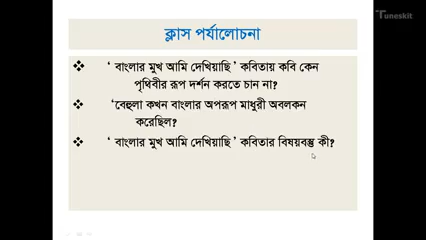 Tuneskit
ক্লাস পর্যালোচনা
❖ ‘ বাংলার মুখ আমি দেখিয়াছি’ কবিতায় কবি কেন
পৃথিবীর রূপ দর্শন করতে চান না?
❖ ‘বেহুলা কখন বাংলার অপরূপ মাধুরী অবলকন
করেছিল?
❖ ‘ বাংলার মুখ আমি দেখিয়াছি’ কবিতার বিষয়বস্তু কী?